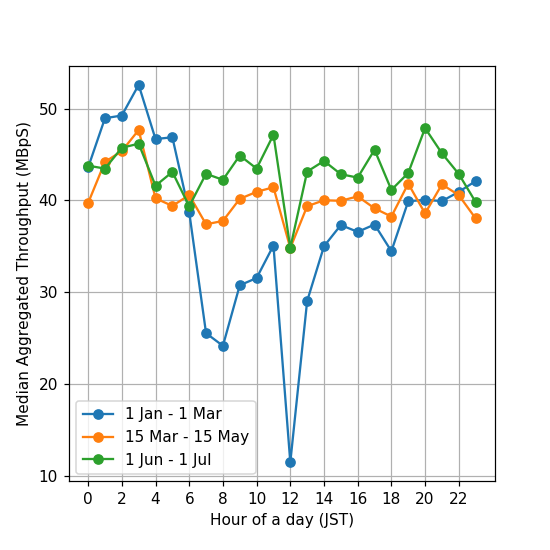 Median Aggregated Throughput (MBpS)
50
40
30
20
10
1 Jan - 1 Mar
15 Mar - 15 May
1 Jun - 1 Jul
0 2 4 6 8 10 12 14 16 18 20 22
Hour of a day (JST)